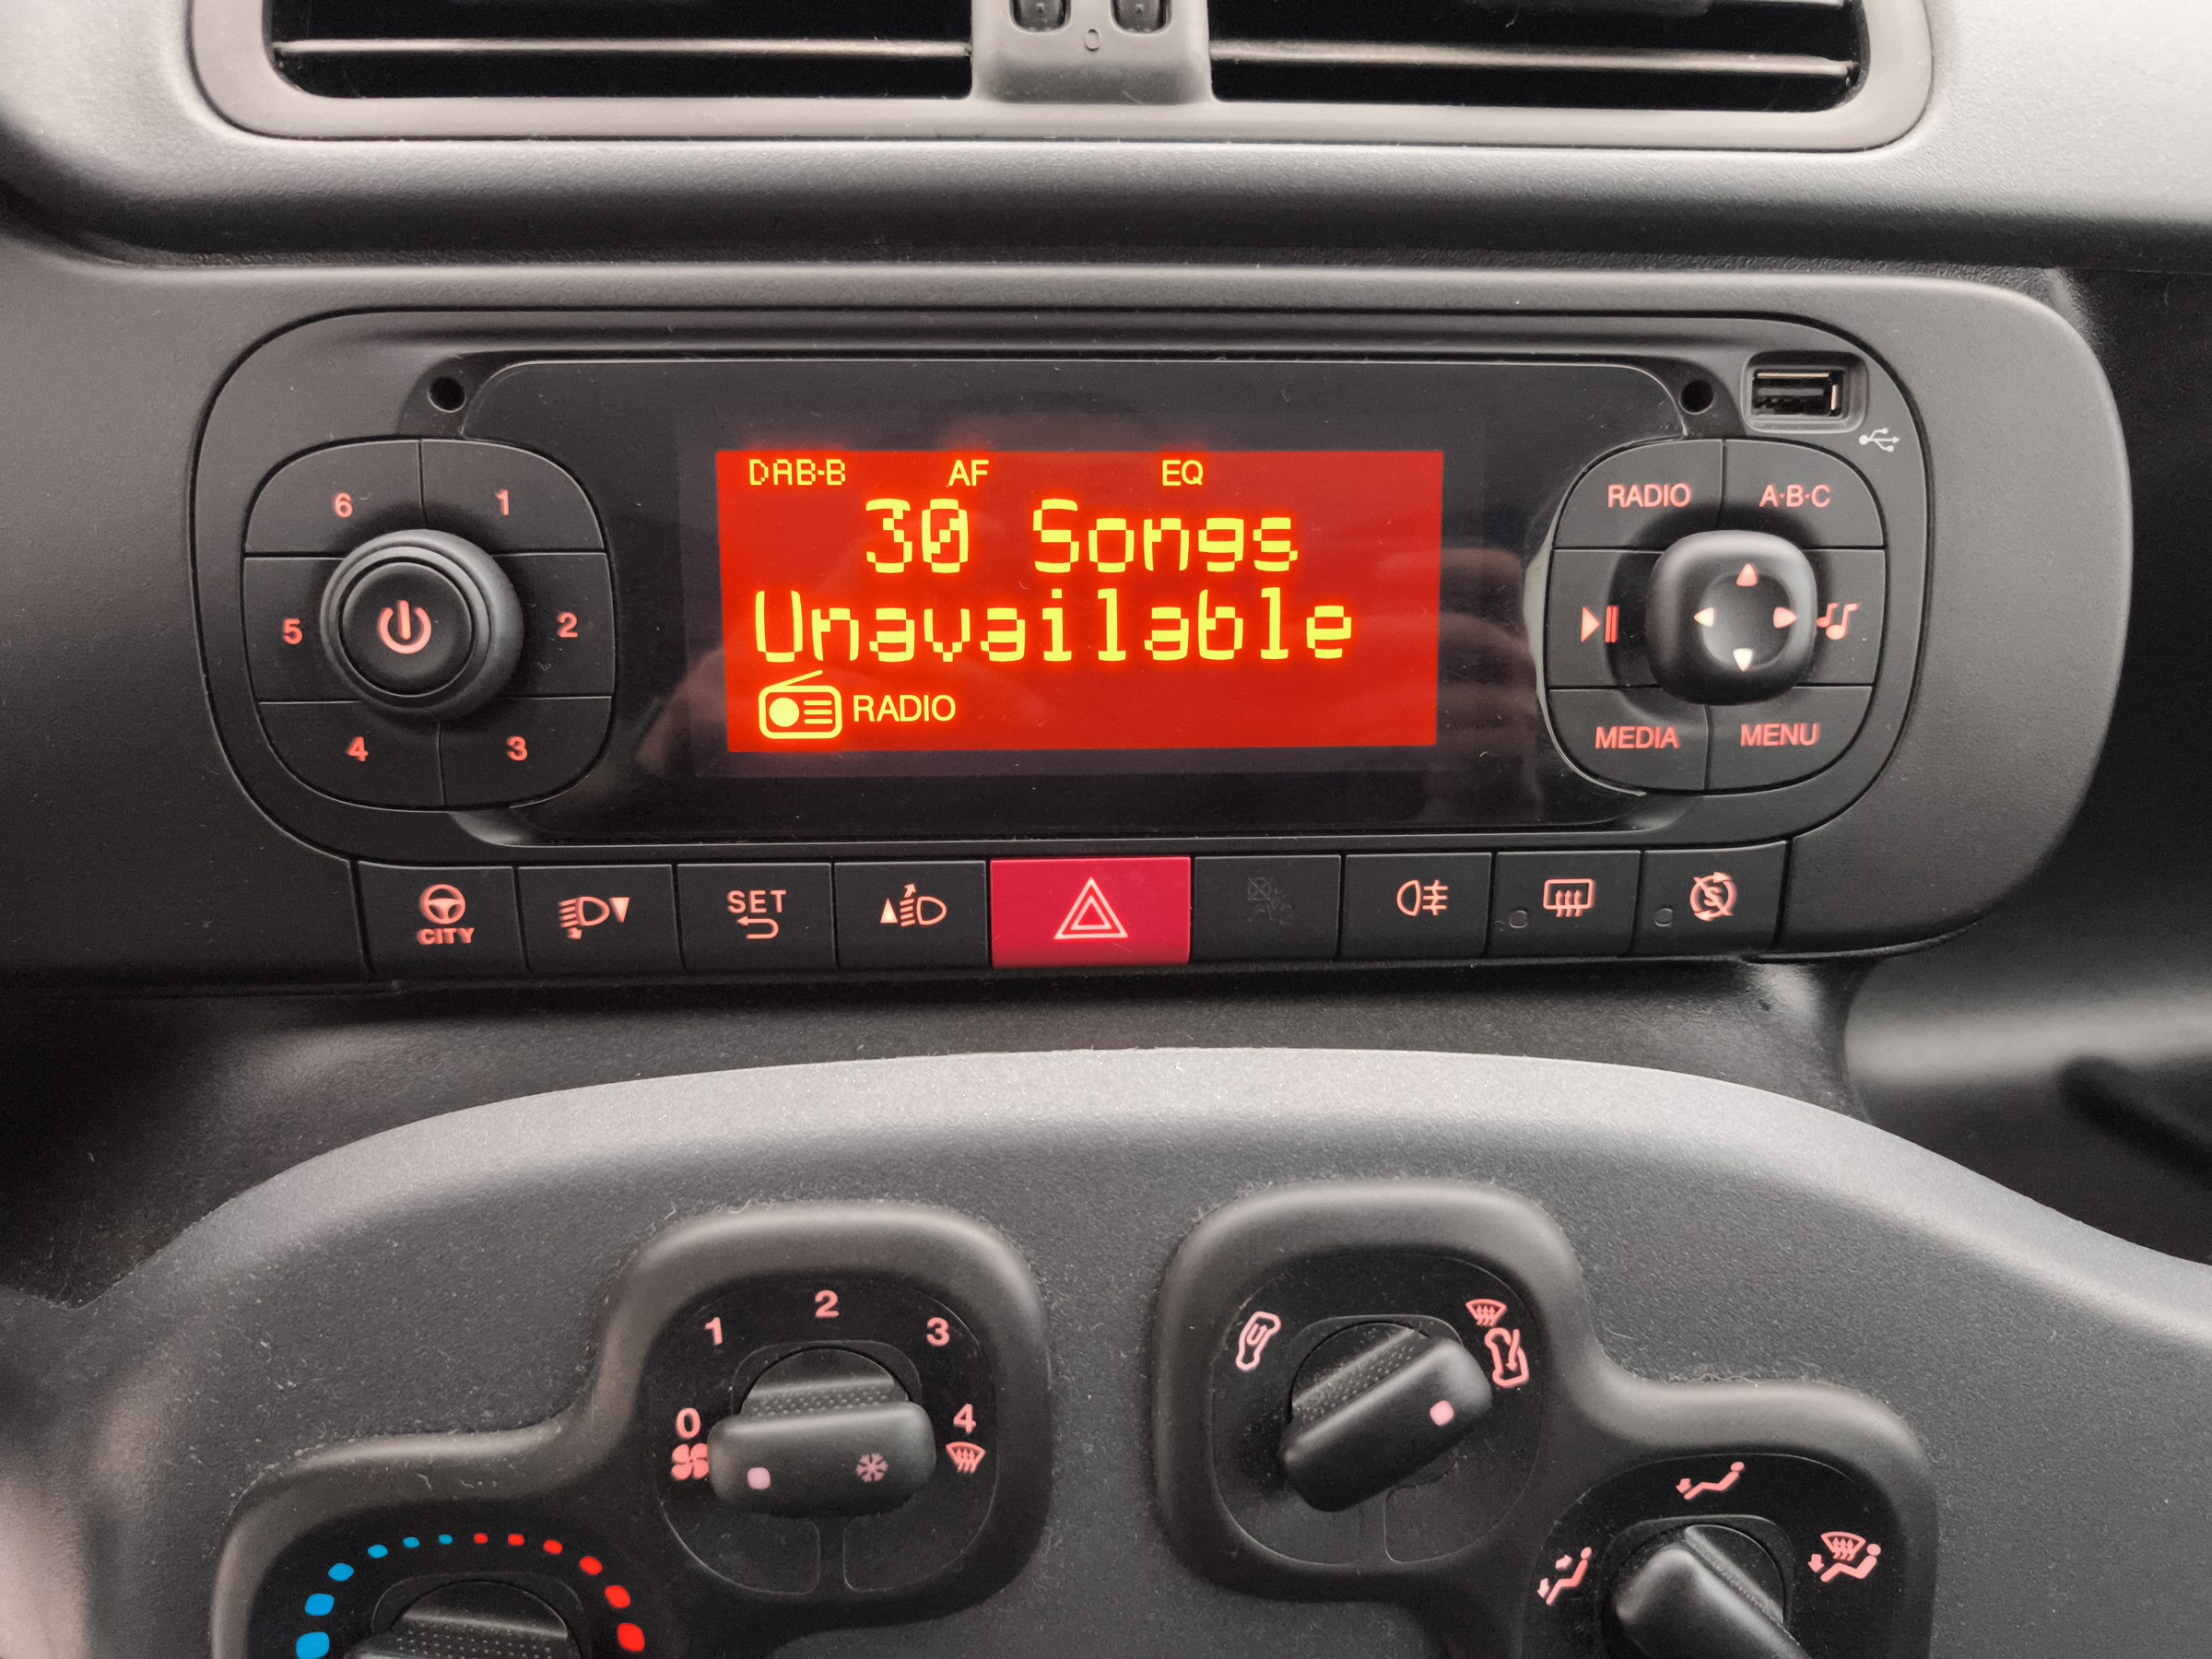 DAB-B AF EQ
30 Songs
Unavailable
RADIO
6 1
5 2
4 3
RADIO A·B·C
MEDIA MENU
CITY
SET
0 1 2 3 4